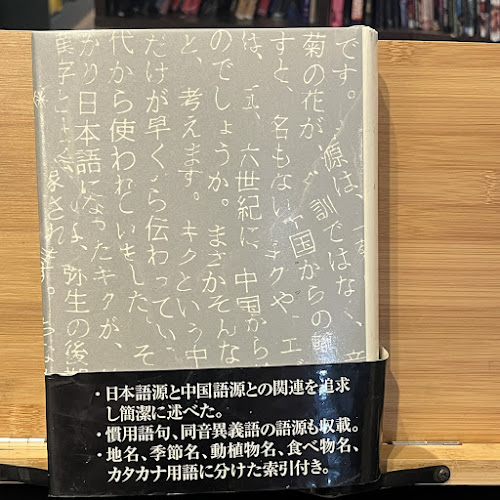 です。
菊の花が
源は、
訓ではな
すと、名もない
国からの
は、五、六世紀に、中国から
のでしょうか。まさかそんな
と、考えます。キクという中
だけが早くから伝わってい、そ
代から使われていました
かり日本語になったキクが、
弥生の後期
・日本語源と中国語源との関連を追求
し簡潔に述べた。
・慣用語句、同音異義語の語源も収載。
・地名、季節名、動植物名、食べ物名、
カタカナ用語に分けた索引付き。